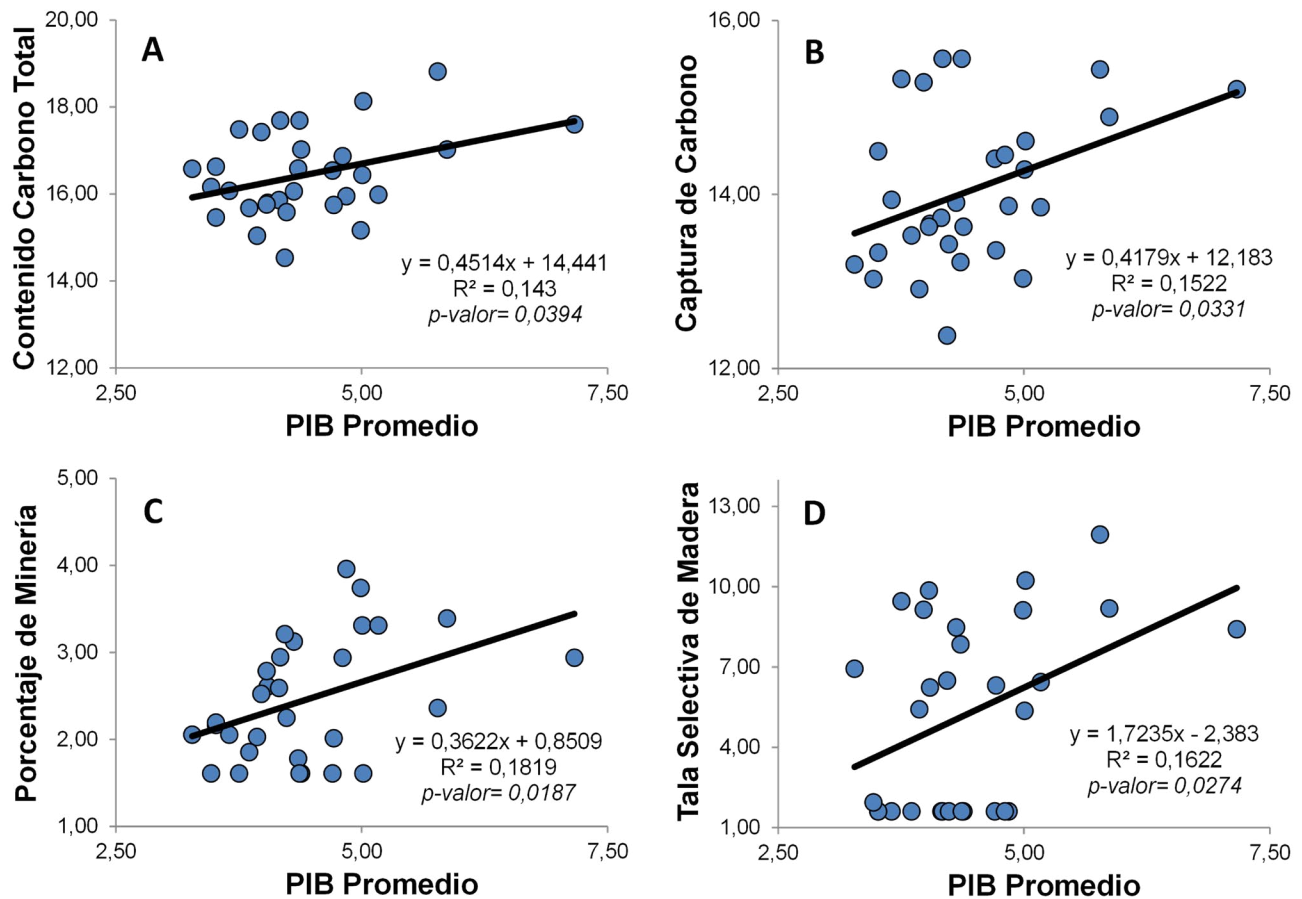 A
Contenido Carbono Total
20,00
18,00
16,00
14,00
12,00
y = 0,4514x + 14,441
R² = 0,143
p-valor= 0,0394
2,50
5,00
7,50
PIB Promedio
B
Captura de Carbono
16,00
14,00
12,00
y = 0,4179x + 12,183
R² = 0,1522
p-valor= 0,0331
2,50
5,00
7,50
PIB Promedio
C
Porcentaje de Minería
5,00
4,00
3,00
2,00
1,00
y = 0,3622x + 0,8509
R² = 0,1819
p-valor= 0,0187
2,50
5,00
7,50
PIB Promedio
D
Tala Selectiva de Madera
13,00
10,00
7,00
4,00
1,00
y = 1,7235x - 2,383
R² = 0,1622
p-valor= 0,0274
2,50
5,00
7,50
PIB Promedio